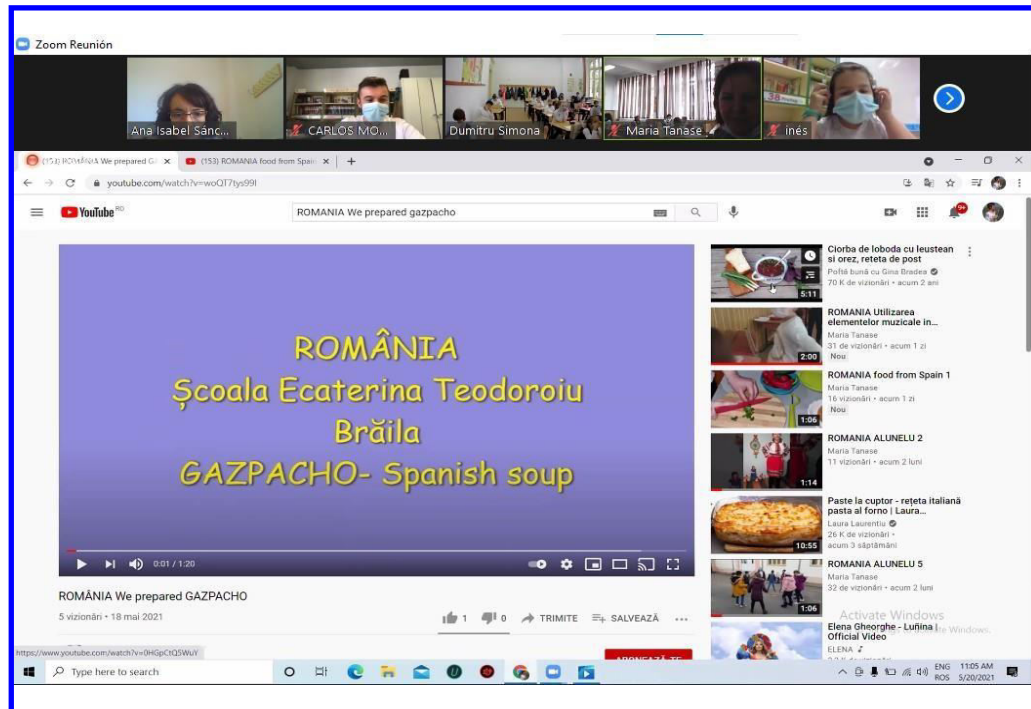 Zoom Reunión
Ana Isabel Sánc...
CARLOS MO...
Dumitru Simona
Maria Tanase
inés
ROMÂNIA We prepared G
(153) ROMANIA food from Spain
youtube.com/watch?v=woQT7tys99I
YouTube RO
ROMANIA We prepared gazpacho
9+
ROMÂNIA
Școala Ecaterina Teodoroiu
Brăila
GAZPACHO- Spanish soup
0:01 / 1:20
ROMÂNIA We prepared GAZPACHO
5 vizionări • 18 mai 2021
1
0
TRIMITE
SALVEAZĂ
ABONEAZĂ-TE
Ciorba de loboda cu leustean
si orez, reteta de post
Poftă bună cu Gina Bradea
70 K de vizionări • acum 2 ani
5:11
ROMANIA Utilizarea
elementelor muzicale in...
Maria Tanase
31 de vizionări • acum 1 zi
Nou
2:00
ROMANIA food from Spain 1
Maria Tanase
16 vizionări • acum 1 zi
Nou
1:06
ROMANIA ALUNELU 2
Maria Tanase
11 vizionări • acum 2 luni
1:14
Paste la cuptor - rețeta italiană
pasta al forno | Laura...
Laura Laurentiu
26 K de vizionări •
acum 3 săptămâni
10:55
ROMANIA ALUNELU 5
Maria Tanase
32 de vizionări • acum 2 luni
1:06
Activate Windows
Elena Gheorghe - Luñina |
Official Video
ELENA
https://www.youtube.com/watch?v=0HGpCtQ5WuY
Type here to search
ENG
ROS
11:05 AM
5/20/2021